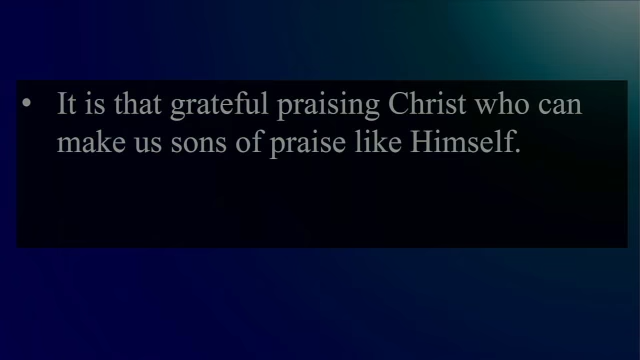 • It is that grateful praising Christ who can
make us sons of praise like Himself.